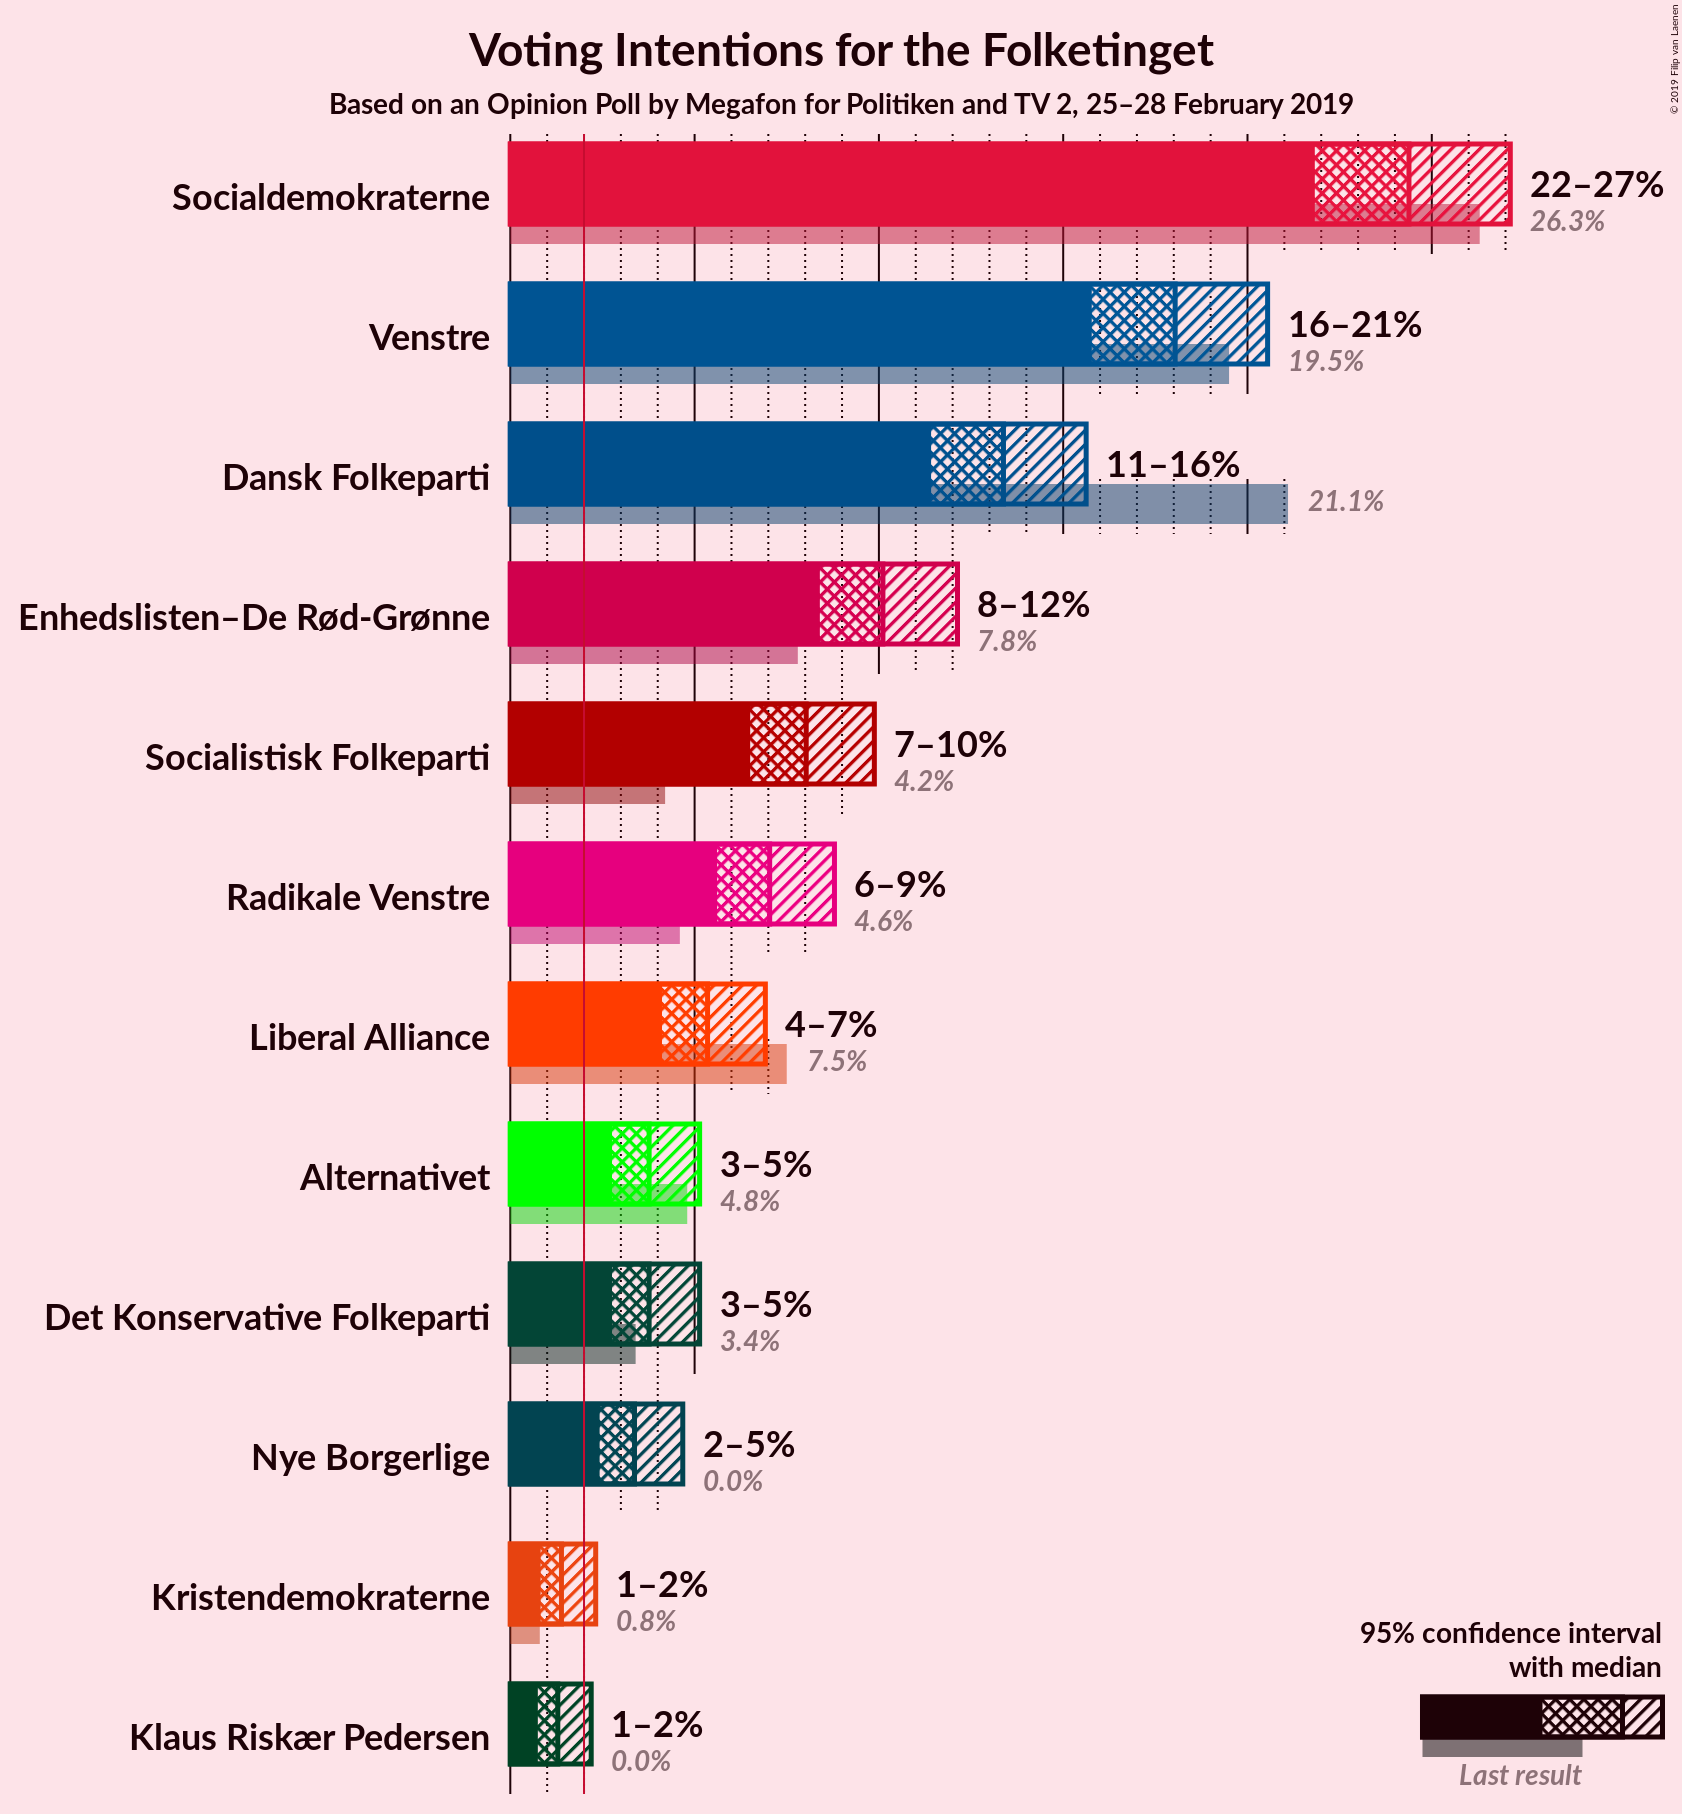 © 2019 Filip van Laenen
Voting Intentions for the Folketinget
Based on an Opinion Poll by Megafon for Politiken and TV 2, 25–28 February 2019
Socialdemokraterne
22–27%
26.3%
Venstre
16–21%
19.5%
Dansk Folkeparti
11–16%
21.1%
Enhedslisten–De Rød-Grønne
8–12%
7.8%
Socialistisk Folkeparti
7–10%
4.2%
Radikale Venstre
6–9%
4.6%
Liberal Alliance
4–7%
7.5%
Alternativet
3–5%
4.8%
Det Konservative Folkeparti
3–5%
3.4%
Nye Borgerlige
2–5%
0.0%
Kristendemokraterne
1–2%
0.8%
Klaus Riskær Pedersen
1–2%
0.0%
95% confidence interval
with median
Last result